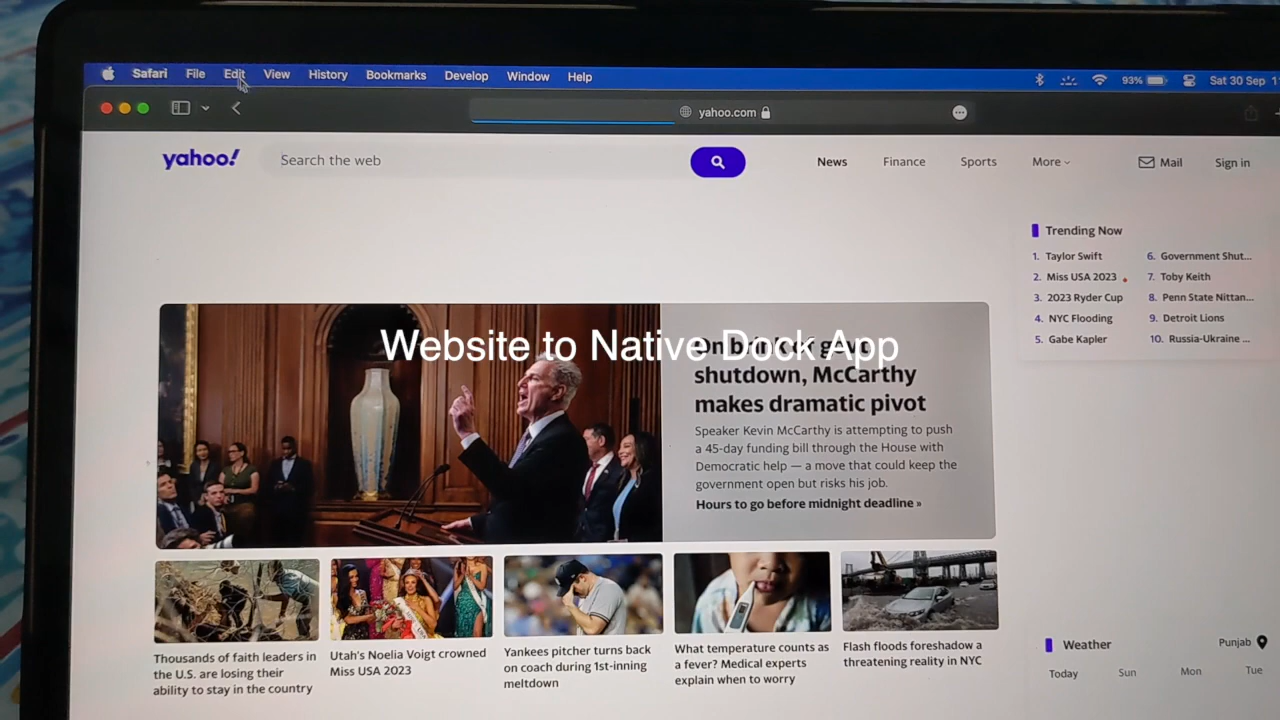 Safari File Edit View History Bookmarks Develop Window Help
93% Sat 30 Sep
yahoo.com
yahoo!
Search the web
News Finance Sports More
Mail Sign in
Trending Now
1. Taylor Swift
2. Miss USA 2023
3. 2023 Ryder Cup
4. NYC Flooding
5. Gabe Kapler
6. Government Shut...
7. Toby Keith
8. Penn State Nittan...
9. Detroit Lions
10. Russia-Ukraine ...
Website to Native Dock App
On brink of govt
shutdown, McCarthy
makes dramatic pivot
Speaker Kevin McCarthy is attempting to push
a 45-day funding bill through the House with
Democratic help — a move that could keep the
government open but risks his job.
Hours to go before midnight deadline »
Thousands of faith leaders in
the U.S. are losing their
ability to stay in the country
Utah's Noelia Voigt crowned
Miss USA 2023
Yankees pitcher turns back
on coach during 1st-inning
meltdown
What temperature counts as
a fever? Medical experts
explain when to worry
Flash floods foreshadow a
threatening reality in NYC
Weather
Punjab
Today Sun Mon Tue